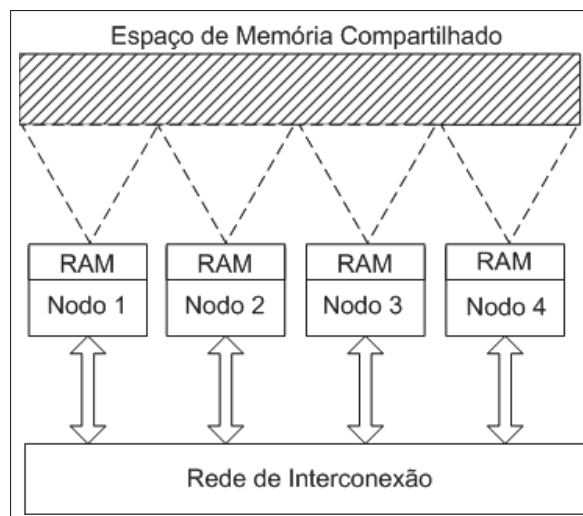 Espaço de Memória Compartilhado
RAM RAM RAM RAM
Nodo 1 Nodo 2 Nodo 3 Nodo 4
Rede de Interconexão